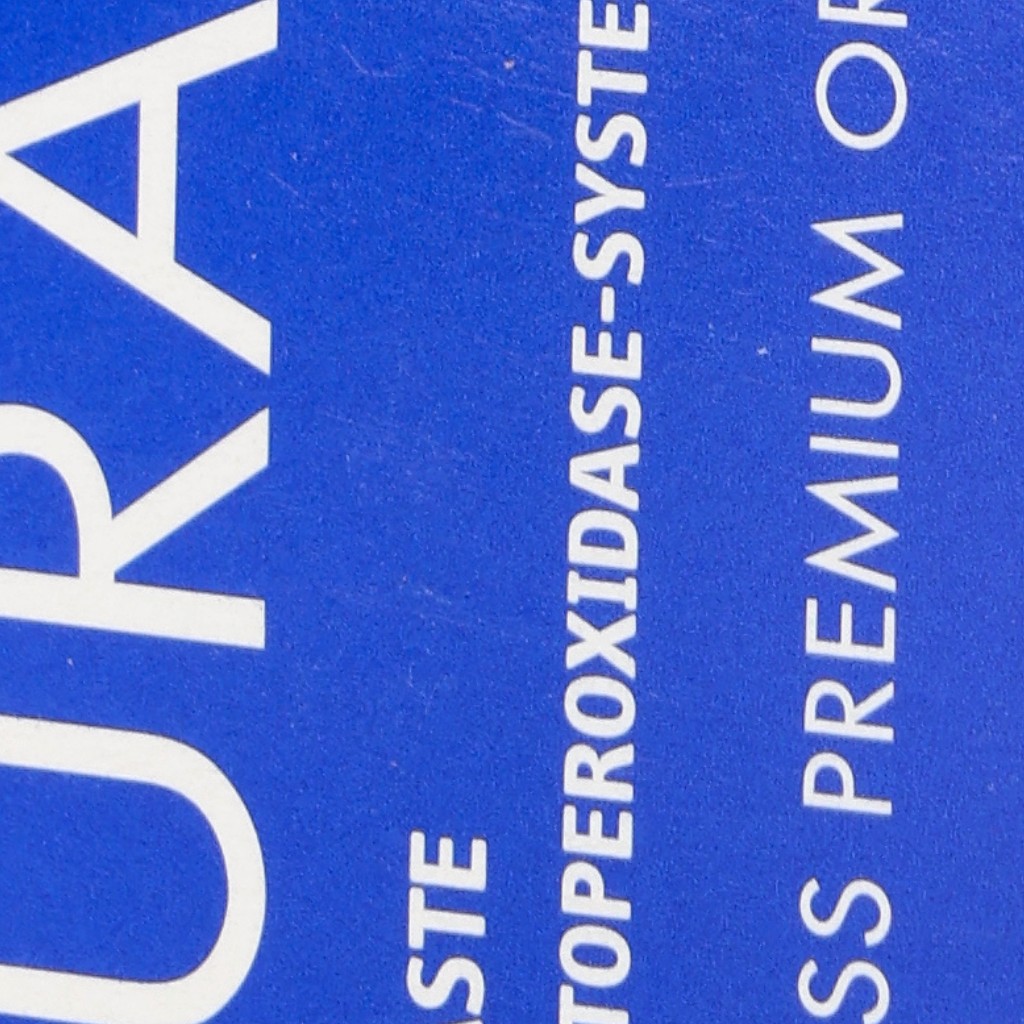 URA
STE
TOPEROXIDASE-SYSTE
SS PREMIUM OR